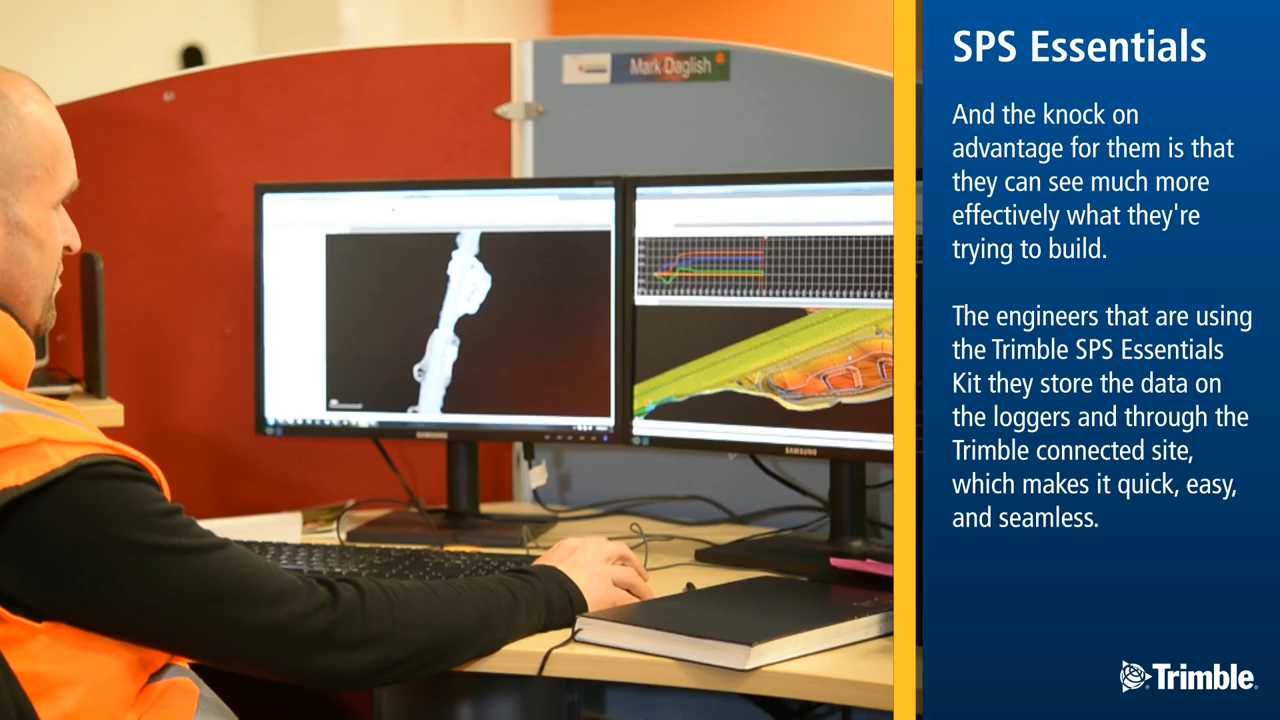 Mark Daglish
SAMSUNG
SAMSUNG
SPS Essentials
And the knock on
advantage for them is that
they can see much more
effectively what they're
trying to build.
The engineers that are using
the Trimble SPS Essentials
Kit they store the data on
the loggers and through the
Trimble connected site,
which makes it quick, easy,
and seamless.
Trimble